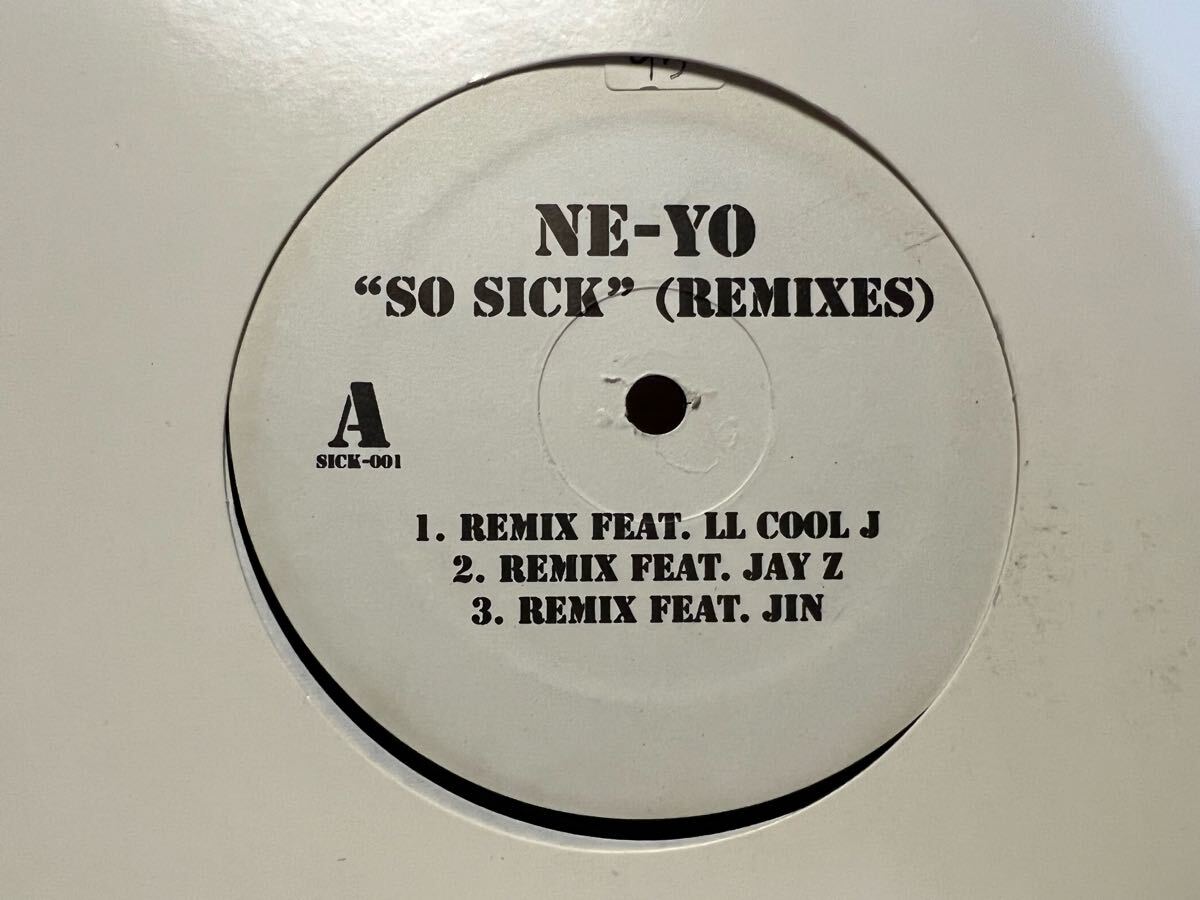 NE-YO
“SO SICK” (REMIXES)
A
SICK-001
1. REMIX FEAT. LL COOL J
2. REMIX FEAT. JAY Z
3. REMIX FEAT. JIN